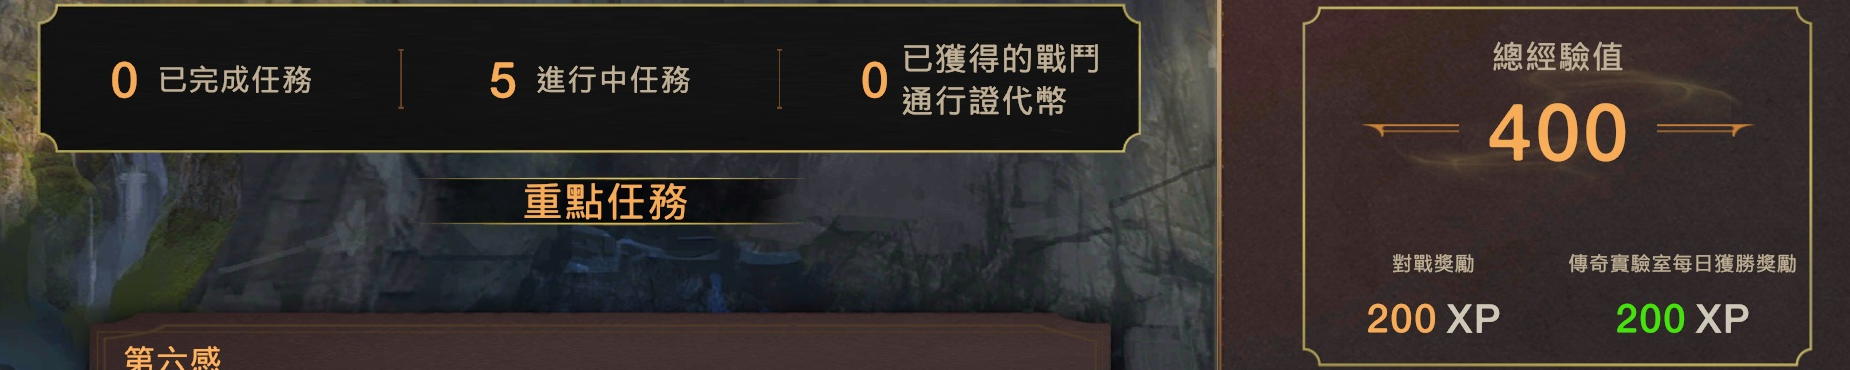 0 已完成任務
5 進行中任務
0 已獲得的戰鬥
通行證代幣
重點任務
第六感
總經驗值
400
對戰獎勵
傳奇實驗室每日獲勝獎勵
200 XP
200 XP